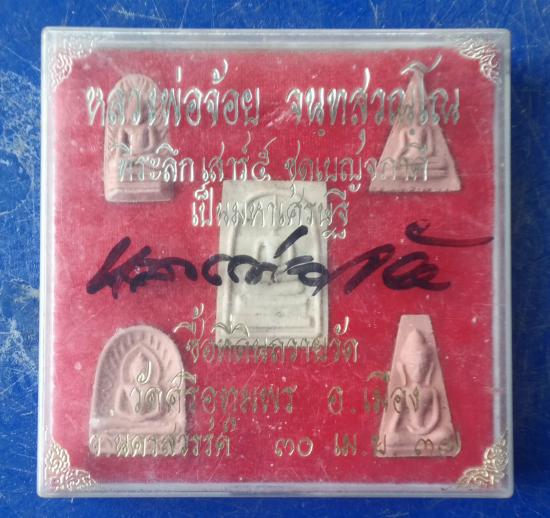 หลวงพ่อจ้อย จนฺทสุวณฺโณ
ที่ระลึก เสาร์๕ ชุดเบญจภาคี
เป็นมหาเศรษฐี
ซื้อที่ดินถวายวัด
วัดศรีอุทุมพร อ.เมือง
จ.นครสวรรค์ ๓๐ เม.ย ๓๗